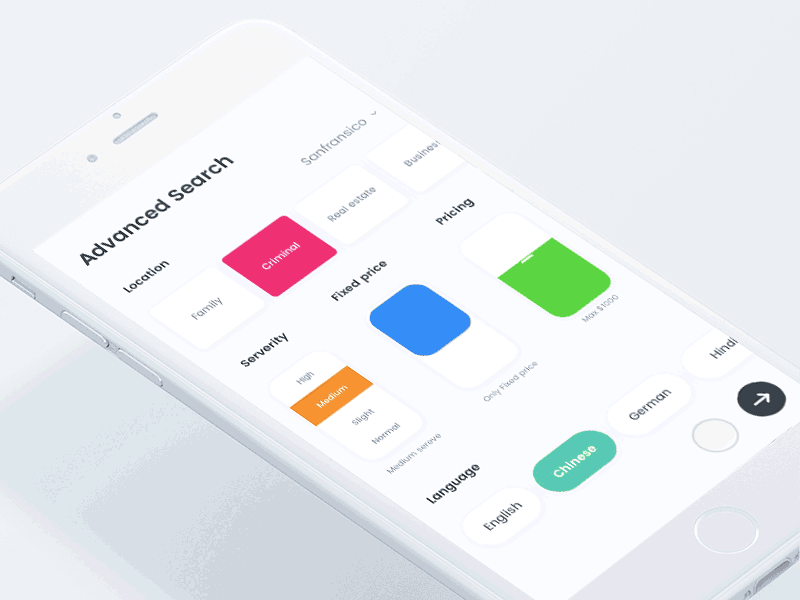 Advanced Search
Sanfransico
Location
Family
Criminal
Real estate
Busines
Serverity
Fixed price
Pricing
High
Medium
Slight
Normal
Medium sereve
Only Fixed price
Max $1000
Language
English
Chinese
German
Hindi